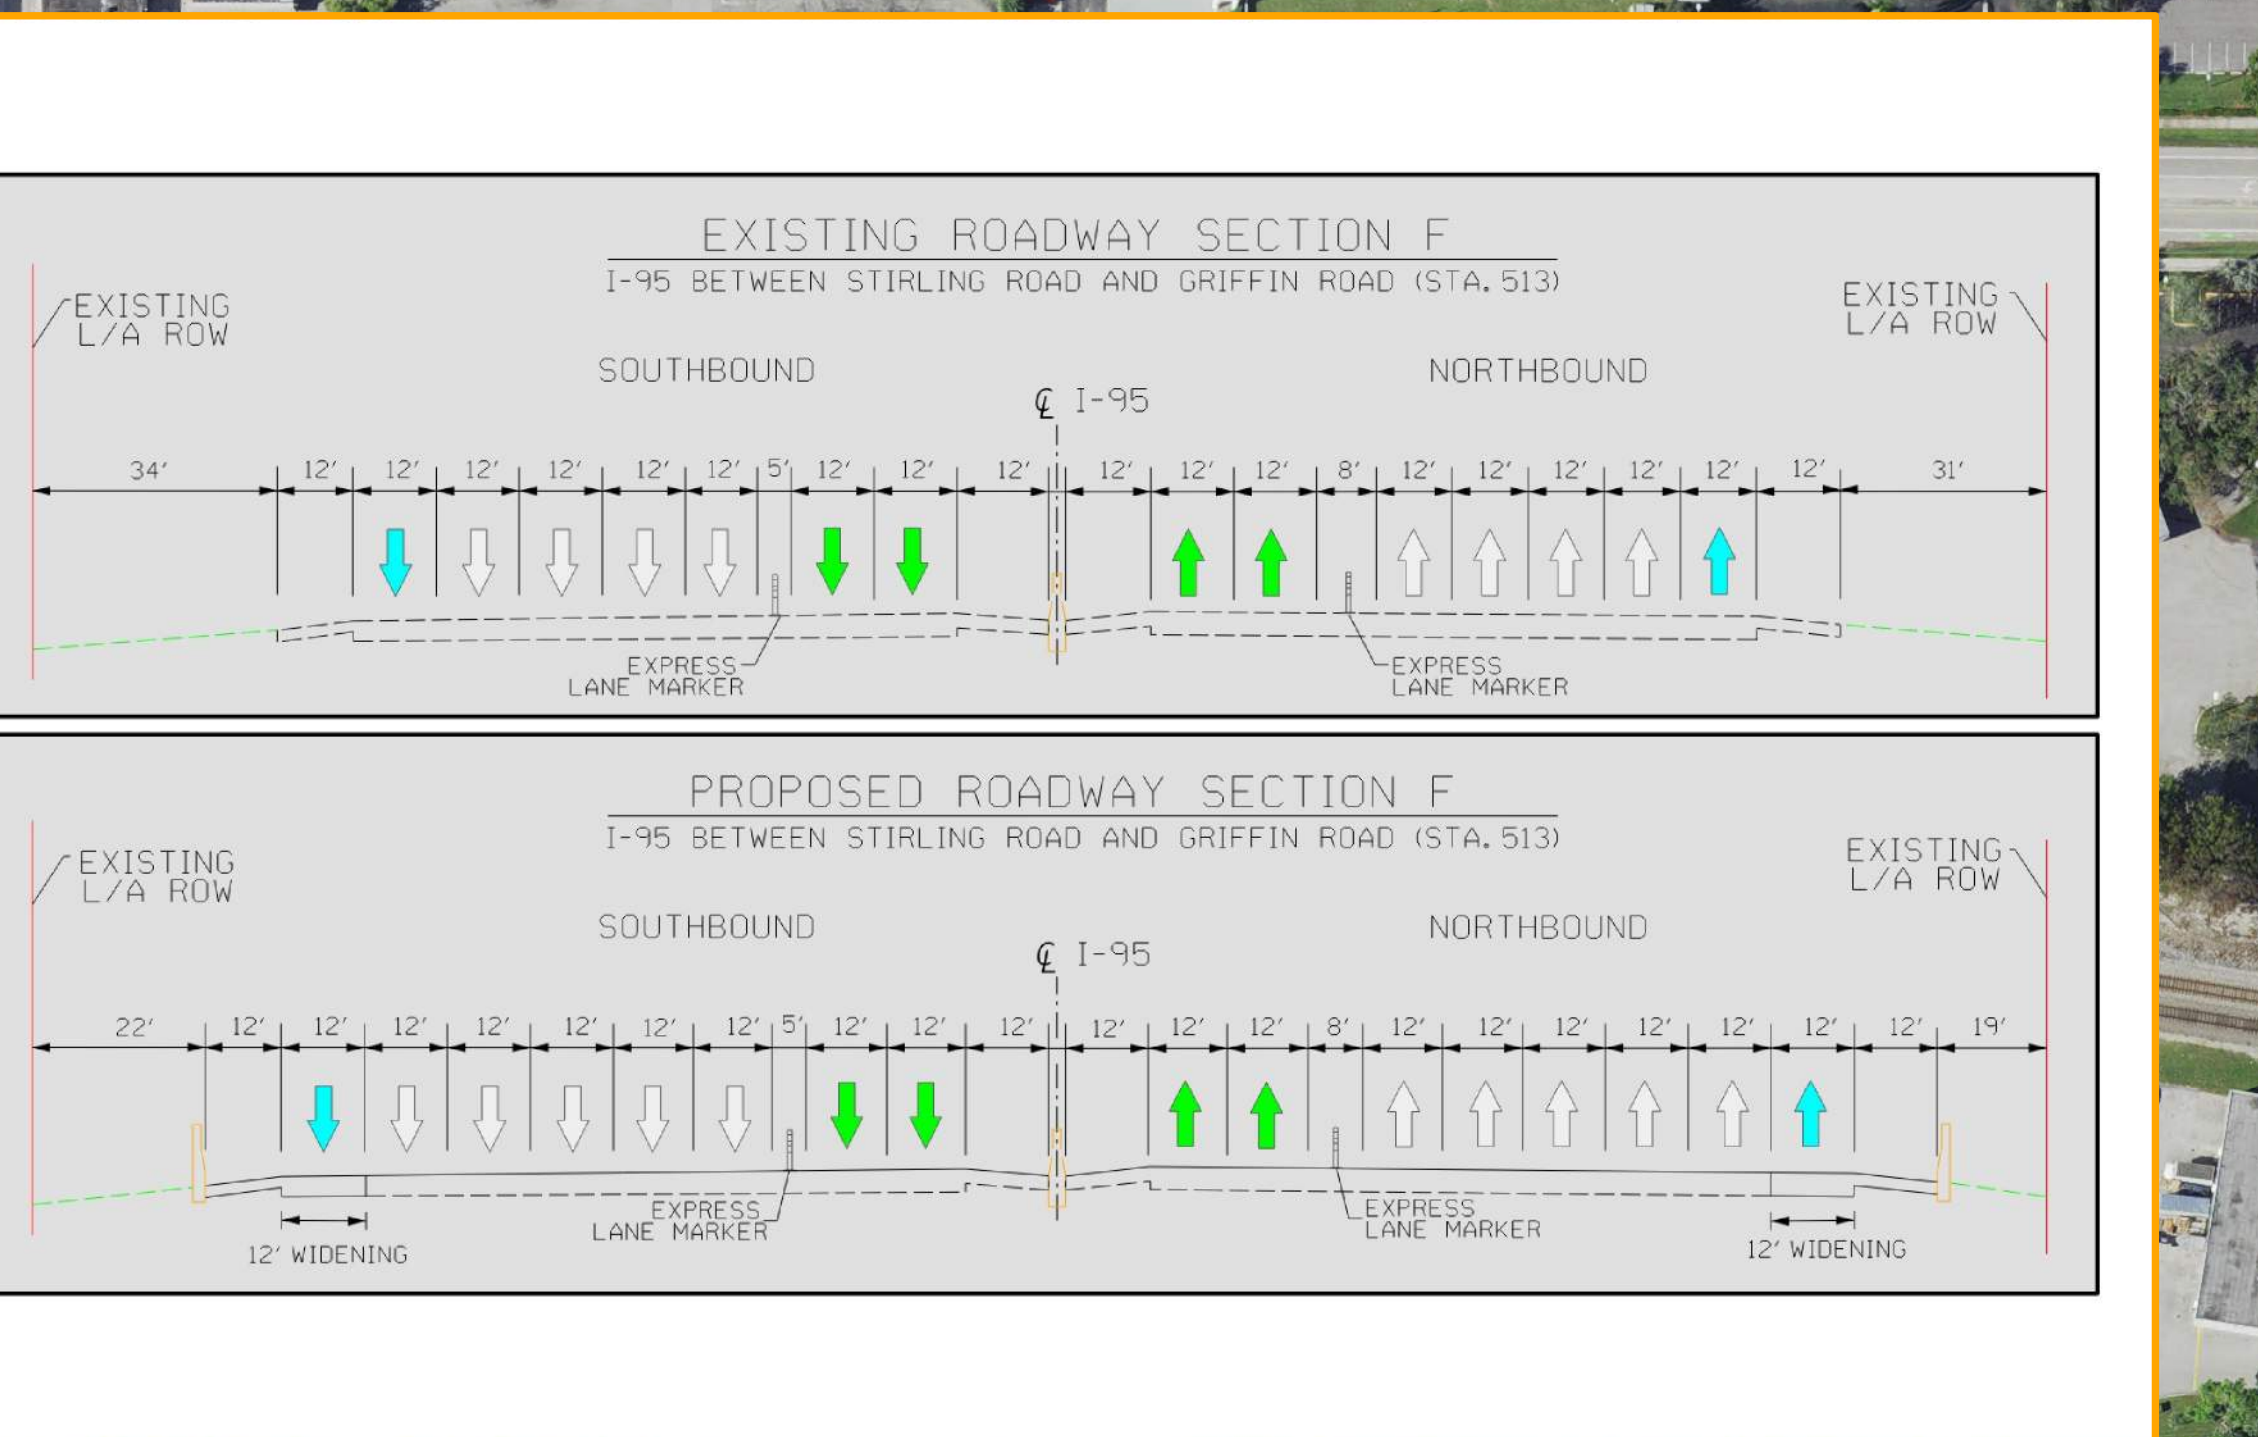 EXISTING ROADWAY SECTION F
I-95 BETWEEN STIRLING ROAD AND GRIFFIN ROAD (STA. 513)
EXISTING
L/A ROW
EXISTING
L/A ROW
SOUTHBOUND
NORTHBOUND
℄ I-95
34' 12' 12' 12' 12' 12' 12' 5' 12' 12' 12' 12' 12' 12' 8' 12' 12' 12' 12' 12' 12' 31'
EXPRESS
LANE MARKER
EXPRESS
LANE MARKER
PROPOSED ROADWAY SECTION F
I-95 BETWEEN STIRLING ROAD AND GRIFFIN ROAD (STA. 513)
EXISTING
L/A ROW
EXISTING
L/A ROW
SOUTHBOUND
NORTHBOUND
℄ I-95
22' 12' 12' 12' 12' 12' 12' 12' 5' 12' 12' 12' 12' 12' 12' 8' 12' 12' 12' 12' 12' 12' 12' 19'
EXPRESS
LANE MARKER
EXPRESS
LANE MARKER
12' WIDENING
12' WIDENING